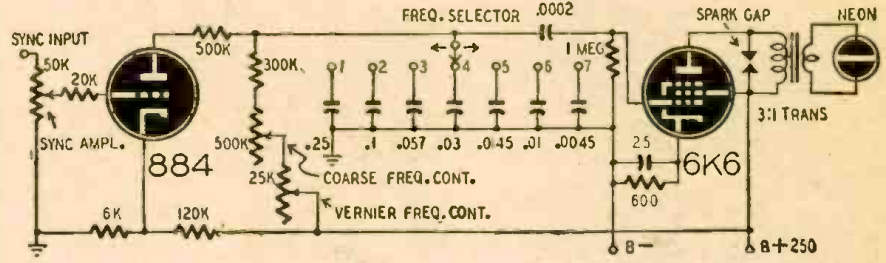 FREQ. SELECTOR .0002 SPARK GAP NEON
SYNC INPUT
500K
1 MEG
50K
20K
300K
1 2 3 4 5 6 7
3:1 TRANS
SYNC AMPL.
884
500K
.25 .1 .057 .03 .045 .01 .0045
25
6K6
25K
COARSE FREQ. CONT.
600
VERNIER FREQ. CONT.
6K
120K
B-
B+250